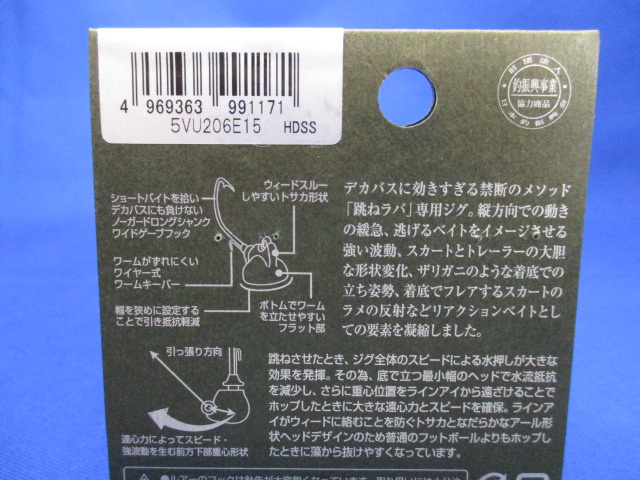 4 969363 991171
5VU206E15 HDSS
財団法人
釣振興事業
協力商品
日本釣振興会
ショートバイトを拾い
デカバスにも負けない
ノーガードロングシャンク
ワイドゲープフック
ウィードスルー
しやすいトサカ形状
ワームがずれにくい
ワイヤー式
ワームキーパー
幅を狭めに設定する
ことで引き抵抗軽減
ボトムでワーム
を立たせやすい
フラット部
デカバスに効きすぎる禁断のメソッド
「跳ねラバ」専用ジグ。縦方向での動き
の緩急、逃げるベイトをイメージさせる
強い波動、スカートとトレーラーの大胆
な形状変化、ザリガニのような着底での
立ち姿勢、着底でフレアするスカートの
ラメの反射などリアクションベイトとし
ての要素を凝縮しました。
引っ張り方向
遠心力によってスピード・
強波動を生む前方下部重心形状
跳ねさせたとき、ジグ全体のスピードによる水押しが大きな
効果を発揮。その為、底で立つ最小幅のヘッドで水流抵抗
を減少し、さらに重心位置をラインアイから遠ざけることで
ホップしたときに大きな遠心力とスピードを確保。ラインア
イがウィードに絡むことを防ぐトサカとなだらかなアール形
状ヘッドデザインのため普通のフットボールよりもホップし
たときに藻から抜けやすくなっています。